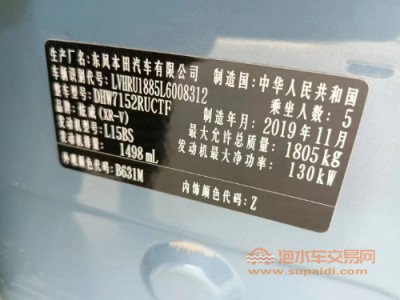 生产厂名:东风本田汽车有限公司
车辆识别代号:LVHRU1885L6008312 制造国:中华人民共和国
整车型号:DHW7152RUCTF 乘坐人数:5
品牌:炫威(XR-V) 制造年月:2019年11月
发动机型号:L15BS 最大允许总质量:1805kg
发动机排量:1498mL 发动机最大净功率:130kW
外观颜色代码:B631M 内饰颜色代码:Z
泡水车交易网
www.supaidi.com